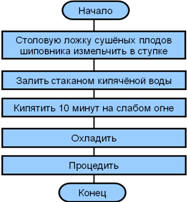 Начало
Столовую ложку сушёных плодов
шиповника измельчить в ступке
Залить стаканом кипячёной воды
Кипятить 10 минут на слабом огне
Охладить
Процедить
Конец